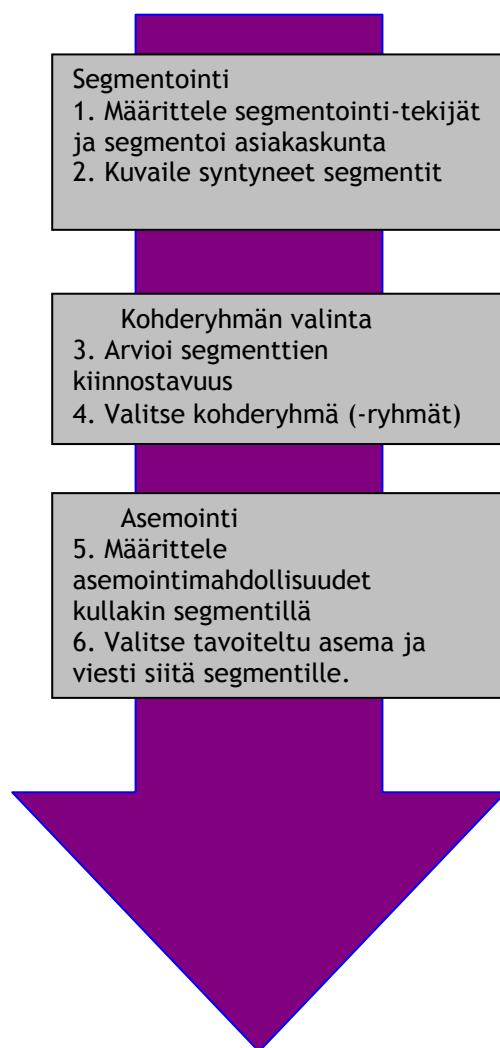 Segmentointi
1. Määrittele segmentointi-tekijät
ja segmentoi asiakaskunta
2. Kuvaile syntyneet segmentit
Kohderyhmän valinta
3. Arvioi segmenttien
kiinnostavuus
4. Valitse kohderyhmä (-ryhmät)
Asemointi
5. Määrittele
asemointimahdollisuudet
kullakin segmentillä
6. Valitse tavoiteltu asema ja
viesti siitä segmentille.